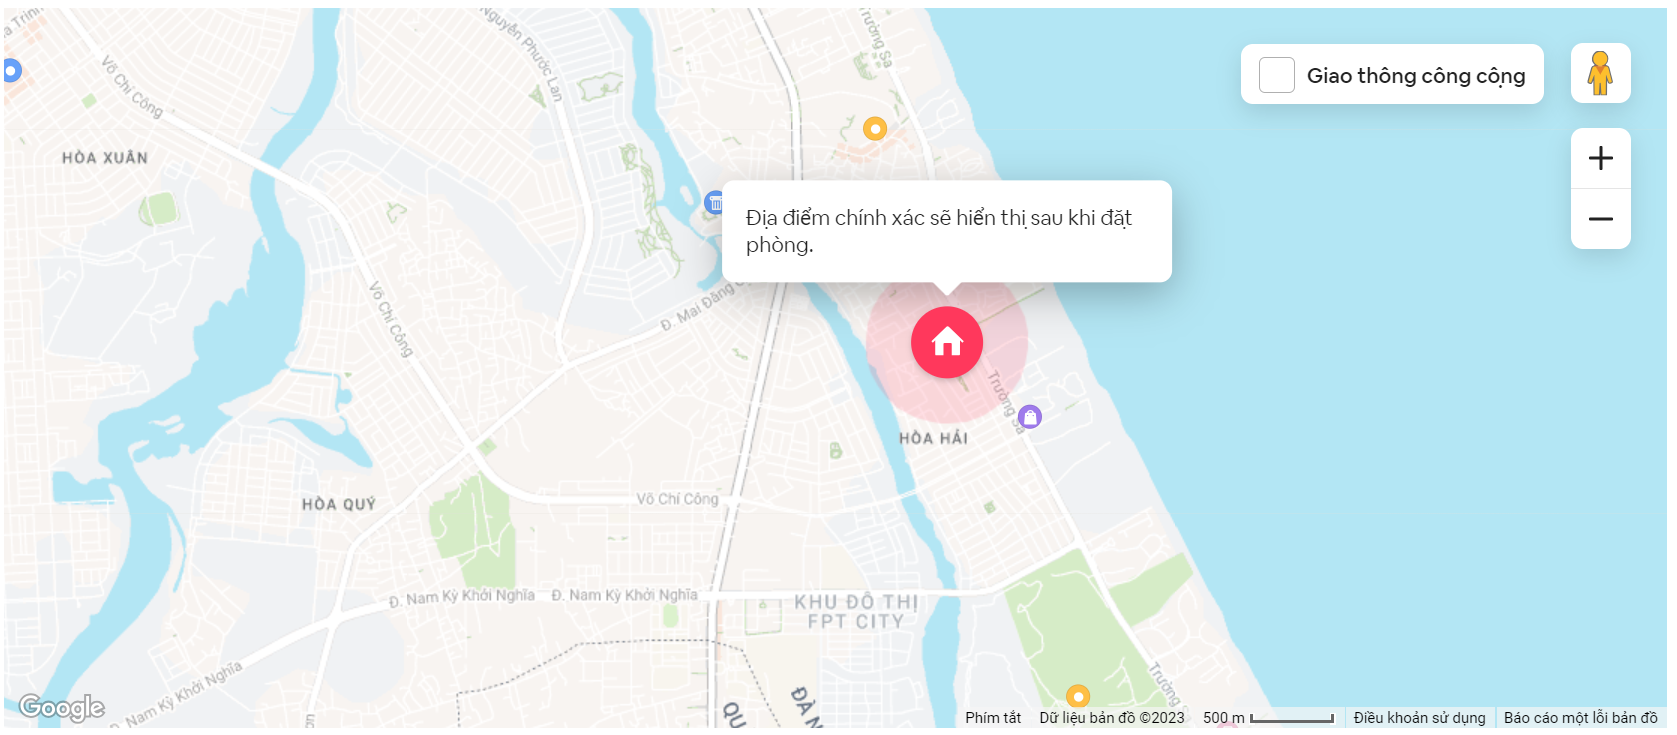 Nguyễn Phước Lan
Trường Sa
Võ Chí Công
Giao thông công cộng
HÒA XUÂN
Địa điểm chính xác sẽ hiển thị sau khi đặt
phòng.
Võ Chí Công
Đ. Mai Đăng
Trường Sa
HÒA HẢI
HÒA QUÝ
Võ Chí Công
Đ. Nam Kỳ Khởi Nghĩa
Đ. Nam Kỳ Khởi Nghĩa
KHU ĐÔ THỊ
FPT CITY
Đ. Nam Kỳ Khởi Nghĩa
Trường
Google
Phím tắt
Dữ liệu bản đồ ©2023
500 m
Điều khoản sử dụng
Báo cáo một lỗi bản đồ